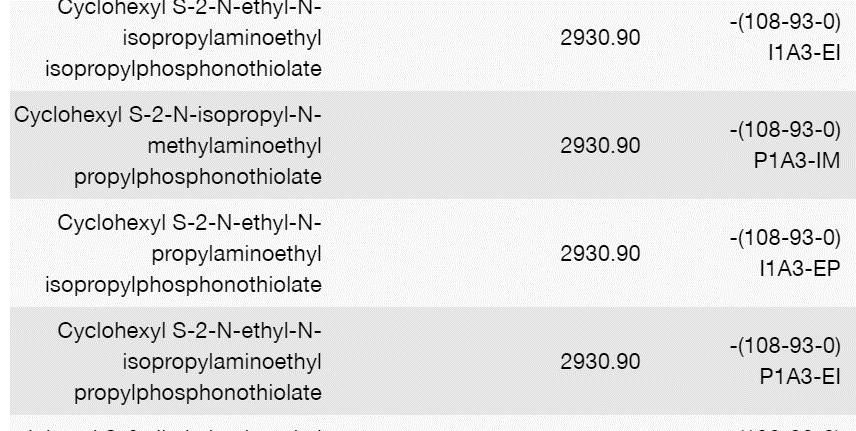 Cyclohexyl S-2-N-ethyl-N-
isopropylaminoethyl
isopropylphosphonothiolate
2930.90
-(108-93-0)
I1A3-EI
Cyclohexyl S-2-N-isopropyl-N-
methylaminoethyl
propylphosphonothiolate
2930.90
-(108-93-0)
P1A3-IM
Cyclohexyl S-2-N-ethyl-N-
propylaminoethyl
isopropylphosphonothiolate
2930.90
-(108-93-0)
I1A3-EP
Cyclohexyl S-2-N-ethyl-N-
isopropylaminoethyl
propylphosphonothiolate
2930.90
-(108-93-0)
P1A3-EI